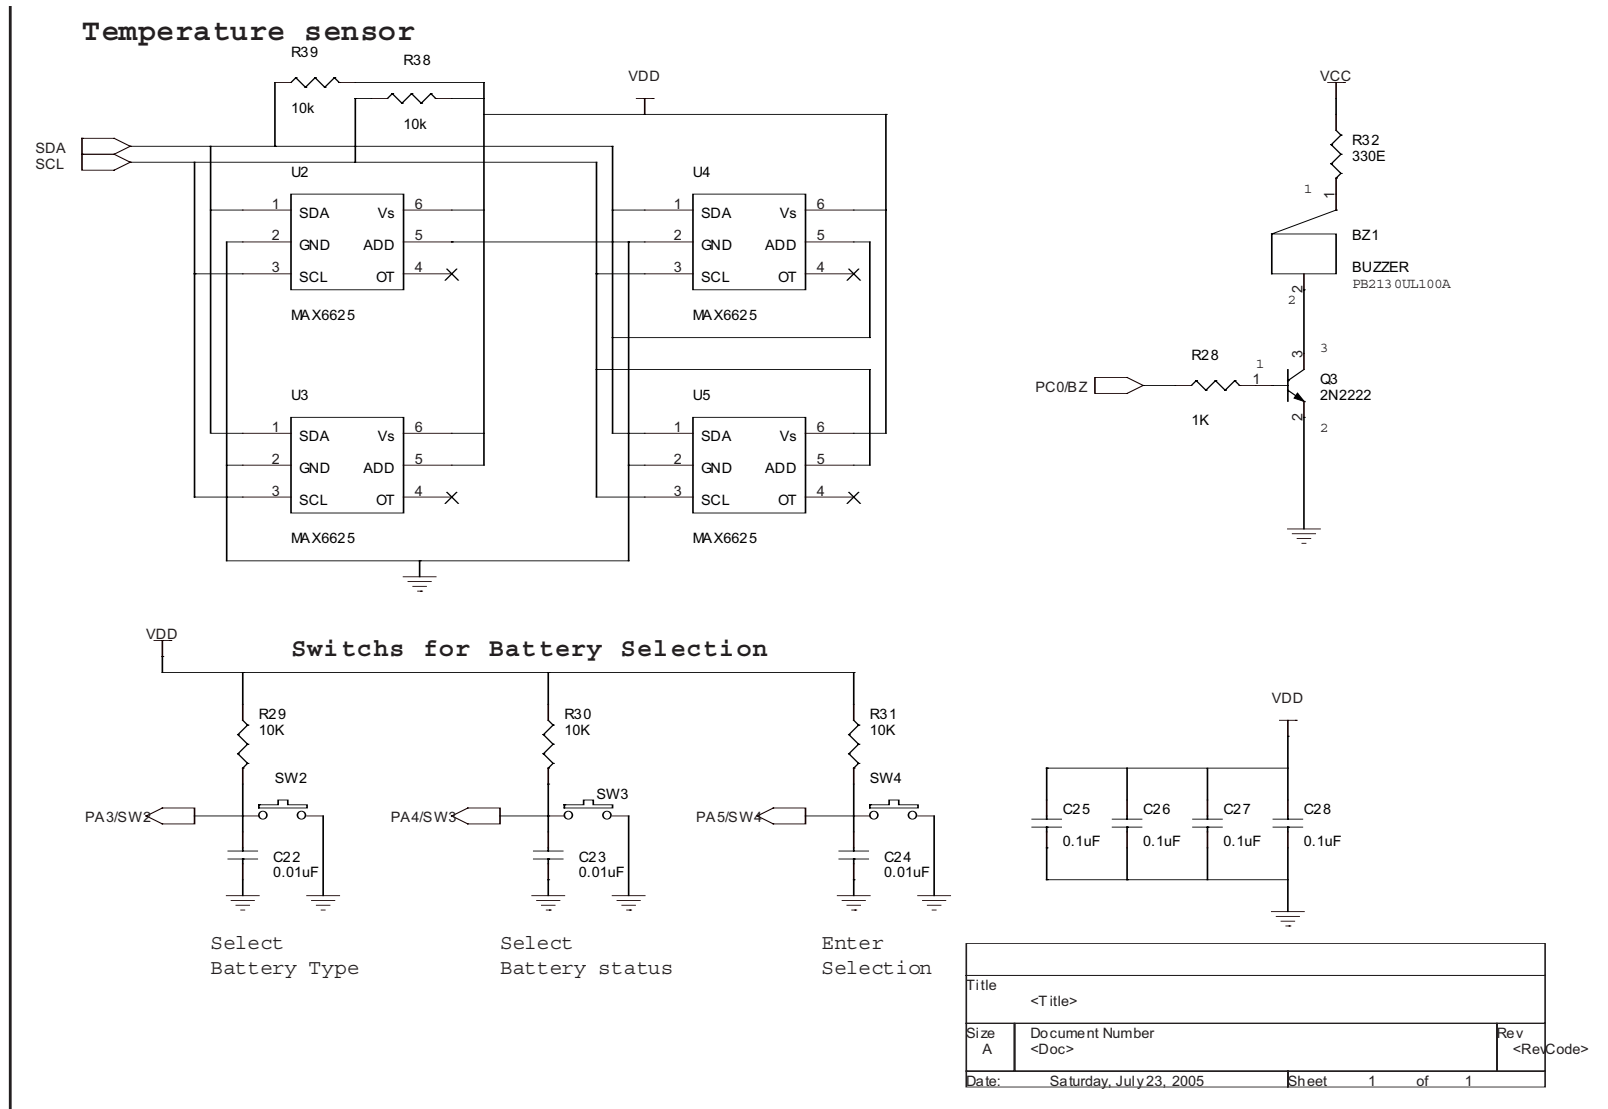 Temperature sensor
R39
R38
10k
10k
VDD
SDA
SCL
U2
1 SDA Vs 6
2 GND ADD 5
3 SCL OT 4
MAX6625
U4
1 SDA Vs 6
2 GND ADD 5
3 SCL OT 4
MAX6625
U3
1 SDA Vs 6
2 GND ADD 5
3 SCL OT 4
MAX6625
U5
1 SDA Vs 6
2 GND ADD 5
3 SCL OT 4
MAX6625
VCC
R32
330E
1
1
BZ1
BUZZER
PB2130UL100A
2
2
R28
1K
PC0/BZ
1
1
3
3
Q3
2N2222
2
2
Switchs for Battery Selection
VDD
R29
10K
SW2
PA3/SW2
C22
0.01uF
Select
Battery Type
R30
10K
SW3
PA4/SW3
C23
0.01uF
Select
Battery status
R31
10K
SW4
PA5/SW4
C24
0.01uF
Enter
Selection
VDD
C25
0.1uF
C26
0.1uF
C27
0.1uF
C28
0.1uF
Title
<Title>
Size
A
Document Number
<Doc>
Rev
<RevCode>
Date: Saturday, July 23, 2005
Sheet 1 of 1